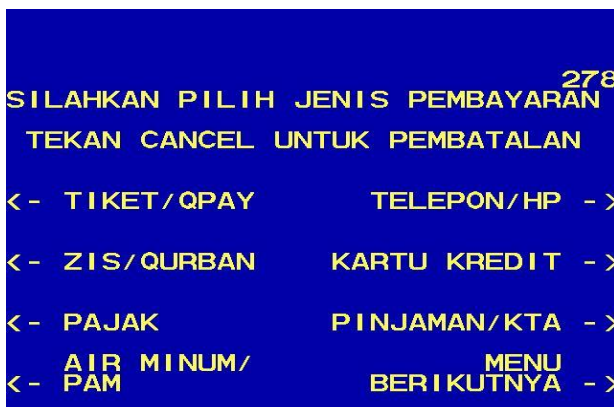 278
SILAHKAN PILIH JENIS PEMBAYARAN
TEKAN CANCEL UNTUK PEMBATALAN
<- TIKET/QPAY TELEPON/HP ->
<- ZIS/QURBAN KARTU KREDIT ->
<- PAJAK PINJAMAN/KTA ->
AIR MINUM/ MENU
<- PAM BERIKUTNYA ->